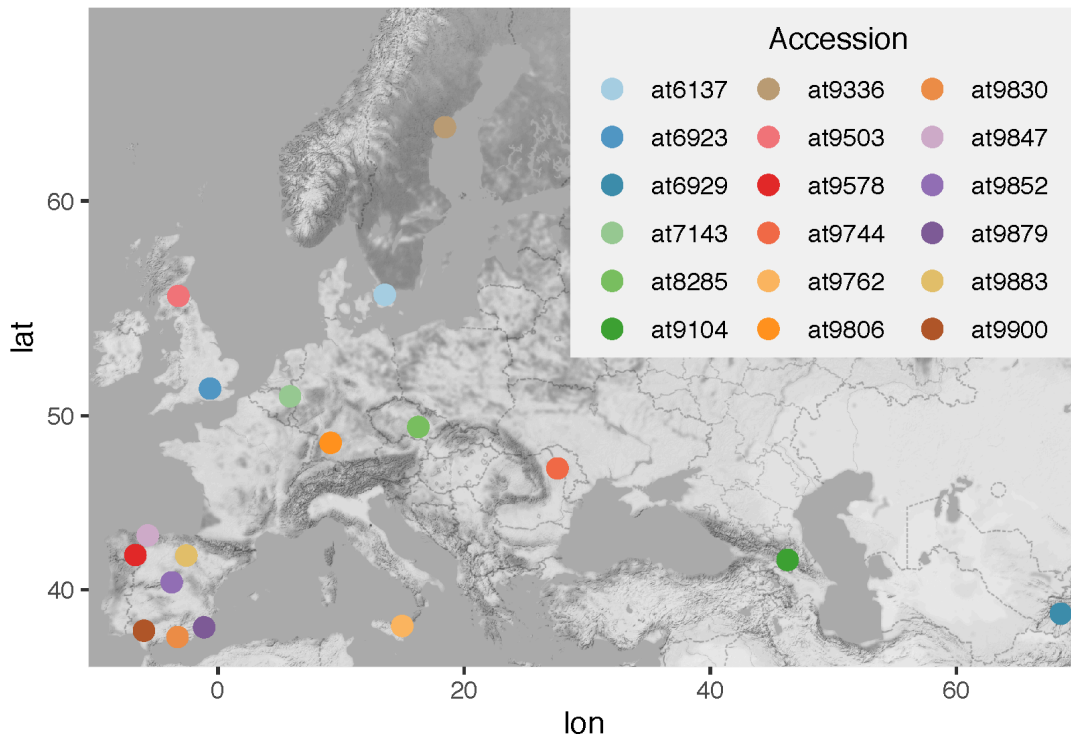 Accession
at6137 at9336 at9830
at6923 at9503 at9847
at6929 at9578 at9852
at7143 at9744 at9879
at8285 at9762 at9883
at9104 at9806 at9900
60
50
40
lat
0 20 40 60
lon